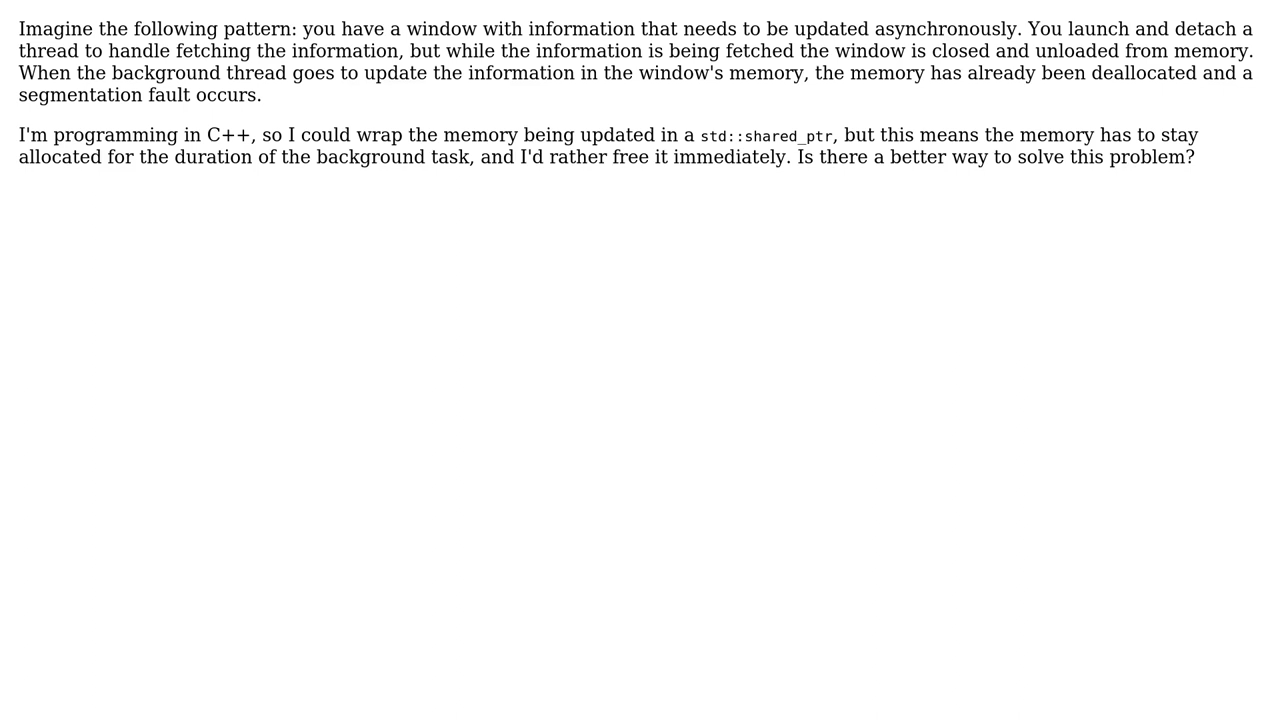 Imagine the following pattern: you have a window with information that needs to be updated asynchronously. You launch and detach a
thread to handle fetching the information, but while the information is being fetched the window is closed and unloaded from memory.
When the background thread goes to update the information in the window's memory, the memory has already been deallocated and a
segmentation fault occurs.
I'm programming in C++, so I could wrap the memory being updated in a std::shared_ptr, but this means the memory has to stay
allocated for the duration of the background task, and I'd rather free it immediately. Is there a better way to solve this problem?